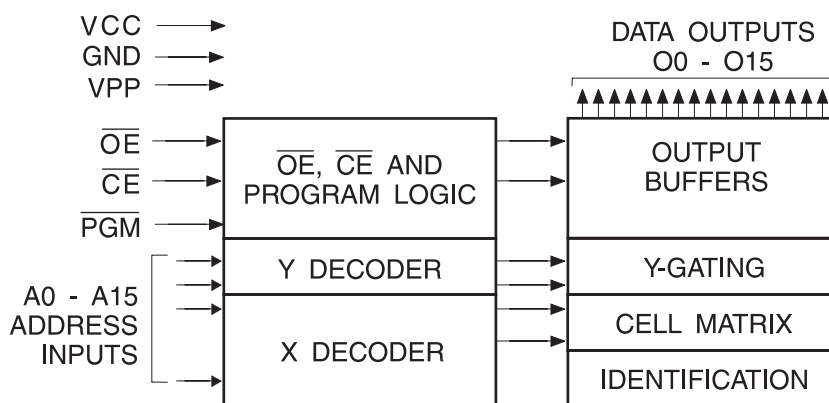 VCC
GND
VPP
OE
CE
PGM
A0 - A15
ADDRESS
INPUTS
OE, CE AND
PROGRAM LOGIC
Y DECODER
X DECODER
DATA OUTPUTS
O0 - O15
OUTPUT
BUFFERS
Y-GATING
CELL MATRIX
IDENTIFICATION